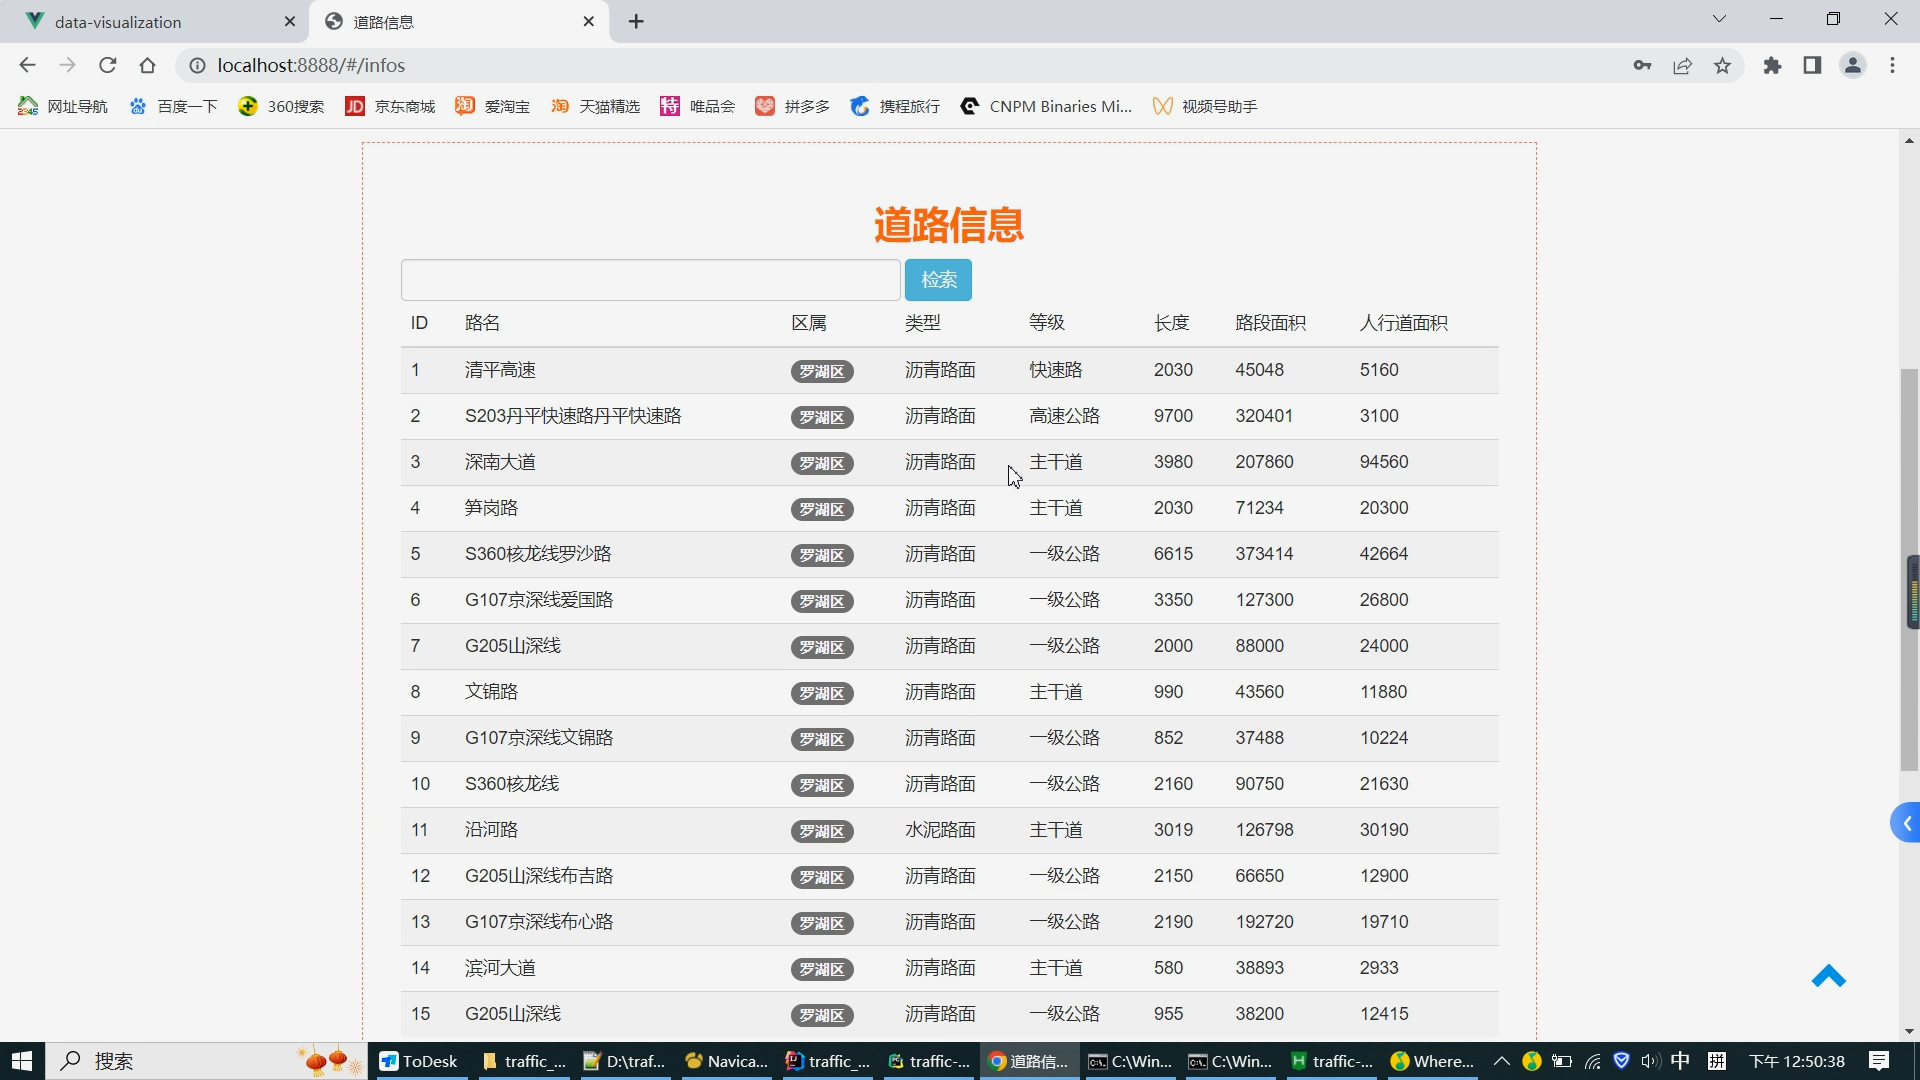 data-visualization
道路信息
localhost:8888/#/infos
网址导航 百度一下 360搜索 京东商城 爱淘宝 天猫精选 唯品会 拼多多 携程旅行 CNPM Binaries Mi... 视频号助手
道路信息
检索
ID 路名 区属 类型 等级 长度 路段面积 人行道面积
1 清平高速 罗湖区 沥青路面 快速路 2030 45048 5160
2 S203丹平快速路丹平快速路 罗湖区 沥青路面 高速公路 9700 320401 3100
3 深南大道 罗湖区 沥青路面 主干道 3980 207860 94560
4 笋岗路 罗湖区 沥青路面 主干道 2030 71234 20300
5 S360核龙线罗沙路 罗湖区 沥青路面 一级公路 6615 373414 42664
6 G107京深线爱国路 罗湖区 沥青路面 一级公路 3350 127300 26800
7 G205山深线 罗湖区 沥青路面 一级公路 2000 88000 24000
8 文锦路 罗湖区 沥青路面 主干道 990 43560 11880
9 G107京深线文锦路 罗湖区 沥青路面 一级公路 852 37488 10224
10 S360核龙线 罗湖区 沥青路面 一级公路 2160 90750 21630
11 沿河路 罗湖区 水泥路面 主干道 3019 126798 30190
12 G205山深线布吉路 罗湖区 沥青路面 一级公路 2150 66650 12900
13 G107京深线布心路 罗湖区 沥青路面 一级公路 2190 192720 19710
14 滨河大道 罗湖区 沥青路面 主干道 580 38893 2933
15 G205山深线 罗湖区 沥青路面 一级公路 955 38200 12415
搜索 ToDesk traffic_... D:\traf... Navica... traffic_... traffic-... 道路信... C:\Win... C:\Win... traffic-... Where... 中 拼 下午 12:50:38